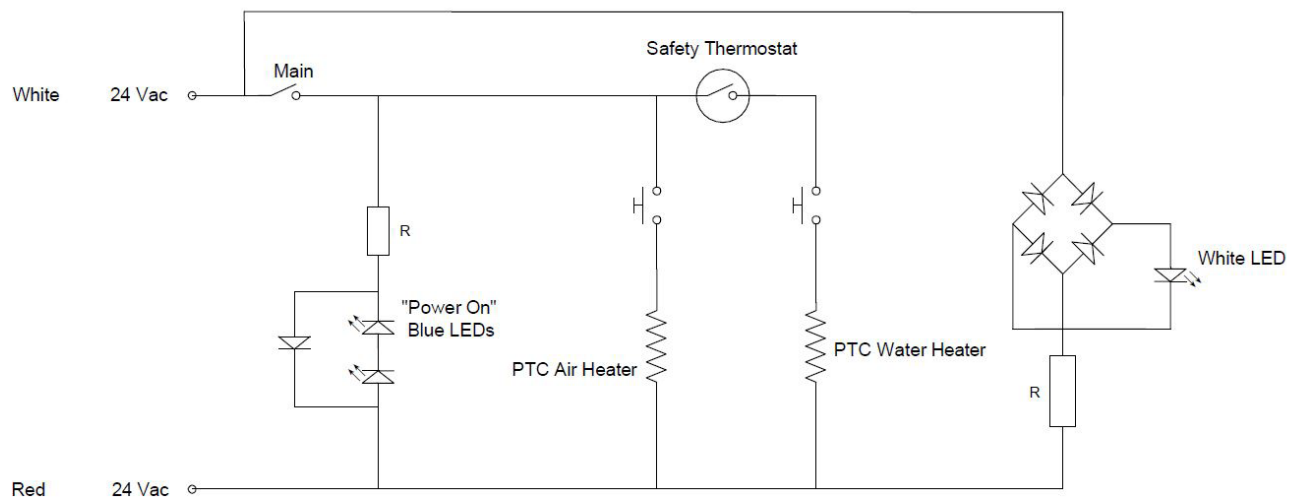 Safety Thermostat
Main
White 24 Vac
R
"Power On"
Blue LEDs
White LED
PTC Water Heater
PTC Air Heater
R
Red 24 Vac